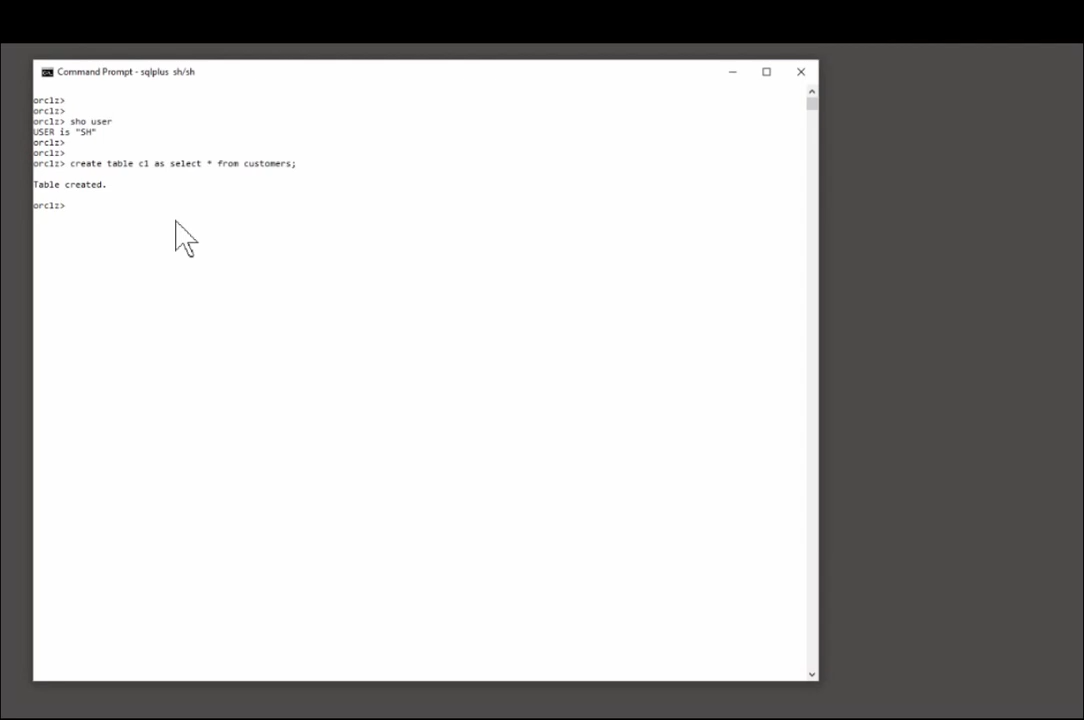 Command Prompt - sqlplus sh/sh
orclz>
orclz>
orclz> sho user
USER is "SH"
orclz>
orclz>
orclz> create table c1 as select * from customers;
Table created.
orclz>